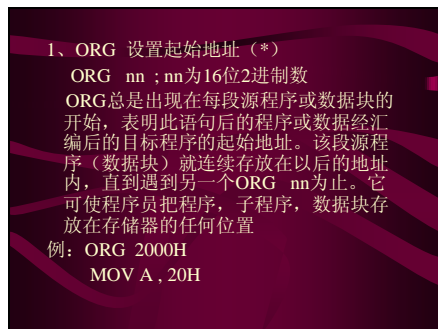 1、ORG 设置起始地址（*）
ORG nn ; nn为16位2进制数
ORG总是出现在每段源程序或数据块的
开始，表明此语句后的程序或数据经汇
编后的目标程序的起始地址。该段源程
序（数据块）就连续存放在以后的地址
内，直到遇到另一个ORG nn为止。它
可使程序员把程序，子程序，数据块存
放在存储器的任何位置
例：ORG 2000H
MOV A , 20H